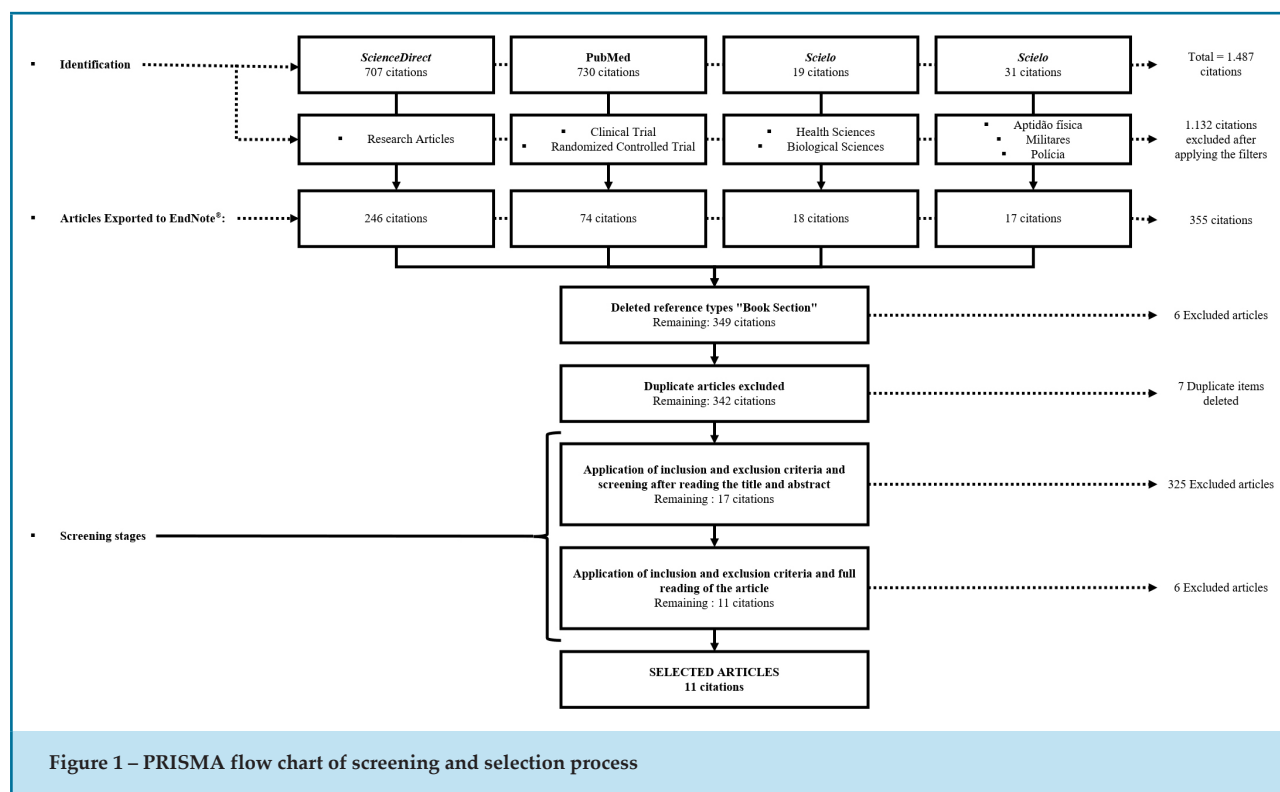 ▪ Identification
ScienceDirect
707 citations
PubMed
730 citations
Scielo
19 citations
Scielo
31 citations
Total = 1.487
citations
▪ Research Articles
▪ Clinical Trial
▪ Randomized Controlled Trial
▪ Health Sciences
▪ Biological Sciences
▪ Aptidão física
▪ Militares
▪ Polícia
1.132 citations
excluded after
applying the filters
▪ Articles Exported to EndNote®:
246 citations
74 citations
18 citations
17 citations
355 citations
Deleted reference types "Book Section"
Remaining: 349 citations
6 Excluded articles
Duplicate articles excluded
Remaining: 342 citations
7 Duplicate items
deleted
▪ Screening stages
Application of inclusion and exclusion criteria and
screening after reading the title and abstract
Remaining : 17 citations
325 Excluded articles
Application of inclusion and exclusion criteria and full
reading of the article
Remaining : 11 citations
6 Excluded articles
SELECTED ARTICLES
11 citations
Figure 1 – PRISMA flow chart of screening and selection process